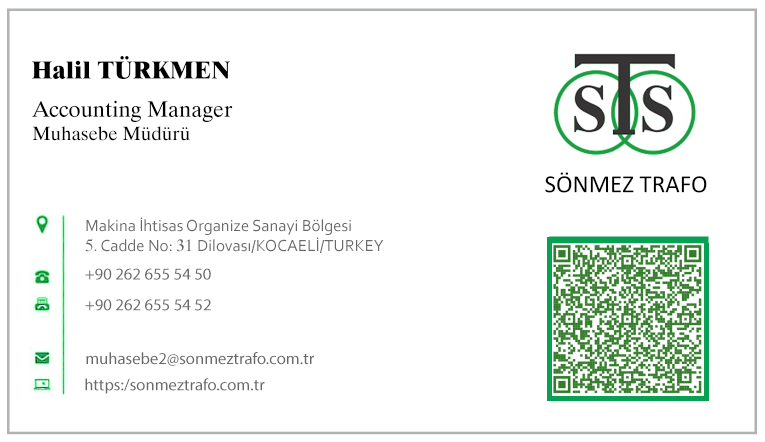 Halil TÜRKMEN
Accounting Manager
Muhasebe Müdürü
STS
SÖNMEZ TRAFO
Makina İhtisas Organize Sanayi Bölgesi
5. Cadde No: 31 Dilovası/KOCAELİ/TURKEY
+90 262 655 54 50
+90 262 655 54 52
muhasebe2@sonmeztrafo.com.tr
https:/sonmeztrafo.com.tr